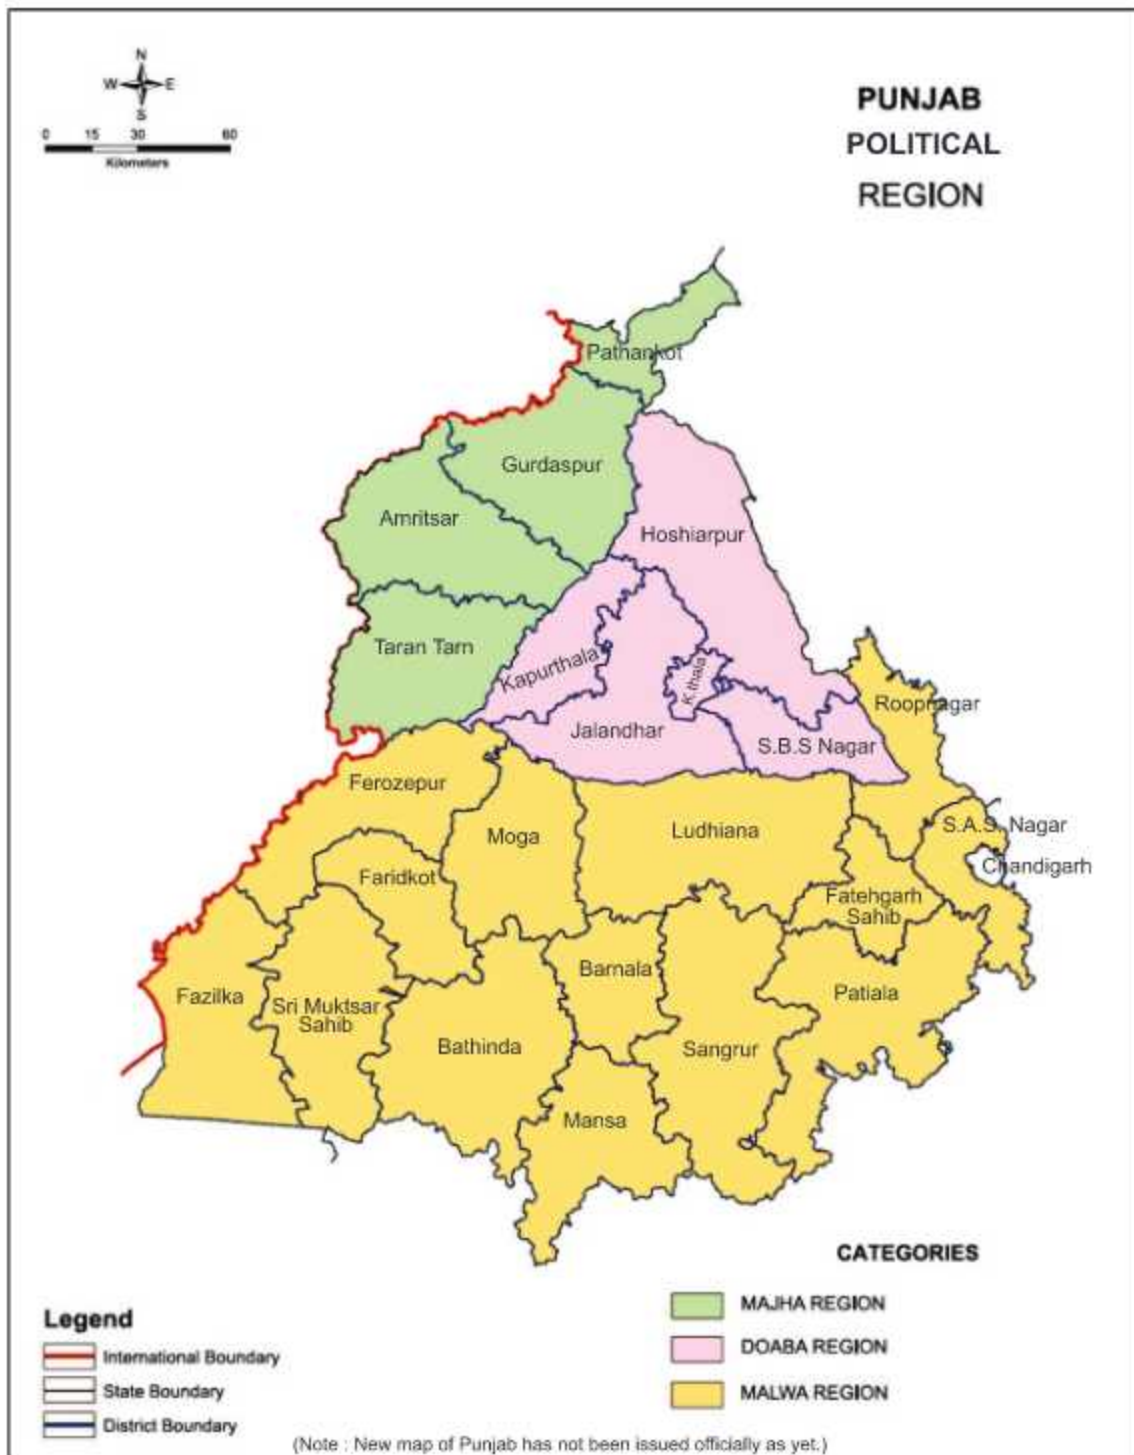 N
W E
S
0 15 30 60
Kilometers
PUNJAB
POLITICAL
REGION
Pathankot
Gurdaspur
Amritsar
Hoshiarpur
Taran Tarn
Kapurthala
K.thala
Roopnagar
Jalandhar
S.B.S Nagar
Ferozepur
Moga
Ludhiana
S.A.S. Nagar
Chandigarh
Faridkot
Fatehgarh
Sahib
Barnala
Fazilka
Sri Muktsar
Sahib
Patiala
Bathinda
Sangrur
Mansa
CATEGORIES
MAJHA REGION
DOABA REGION
MALWA REGION
Legend
International Boundary
State Boundary
District Boundary
(Note : New map of Punjab has not been issued officially as yet.)